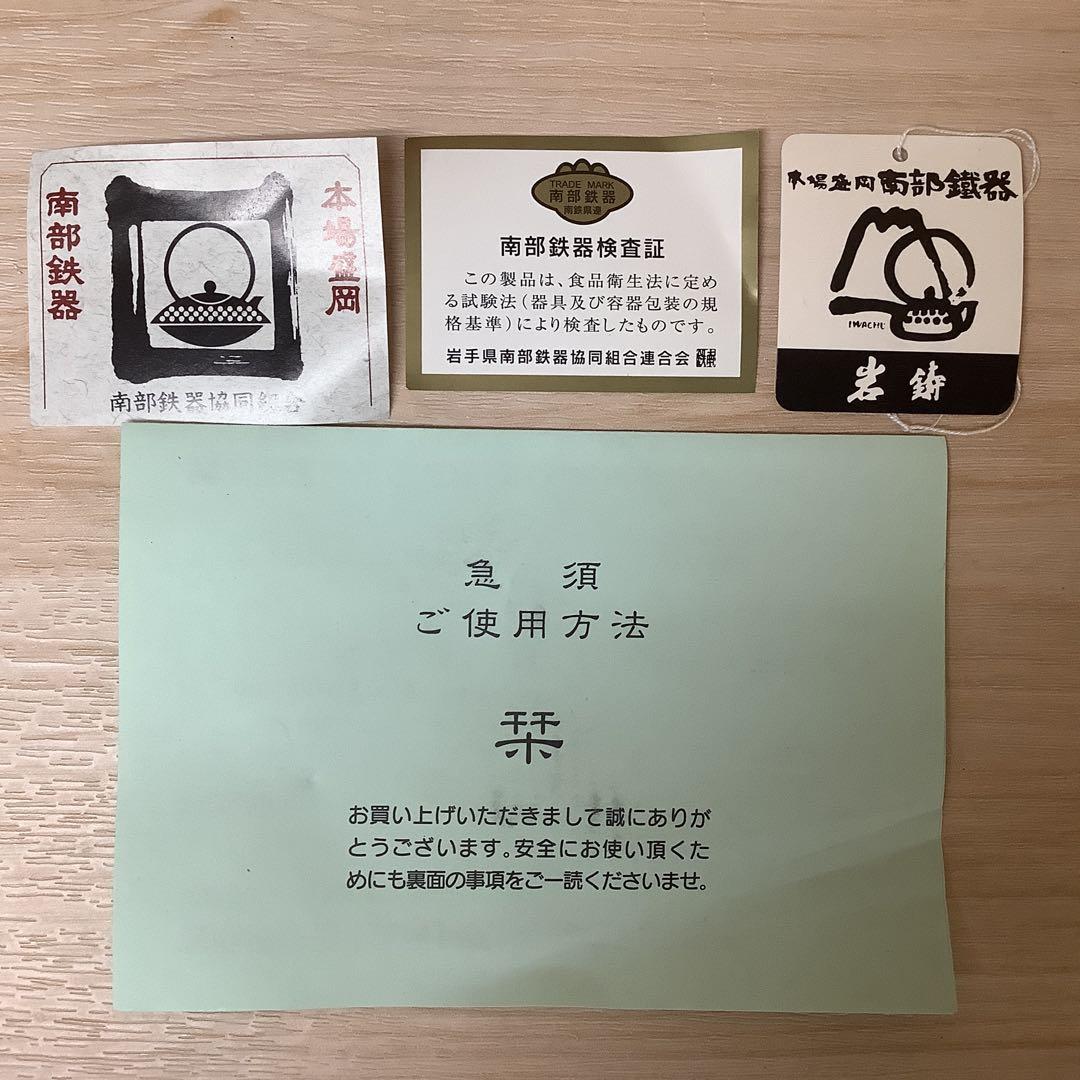 本場盛岡
南部鉄器
南部鉄器協同組合
TRADE MARK
南部鉄器
南鉄県連
南部鉄器検査証
この製品は、食品衛生法に定め
る試験法(器具及び容器包装の規
格基準)により検査したものです。
岩手県南部鉄器協同組合連合会
本場盛岡南部鐵器
IWACHU
岩鋳
急須
ご使用方法
栞
お買い上げいただきまして誠にありが
とうございます。安全にお使い頂くた
めにも裏面の事項をご一読くださいませ。